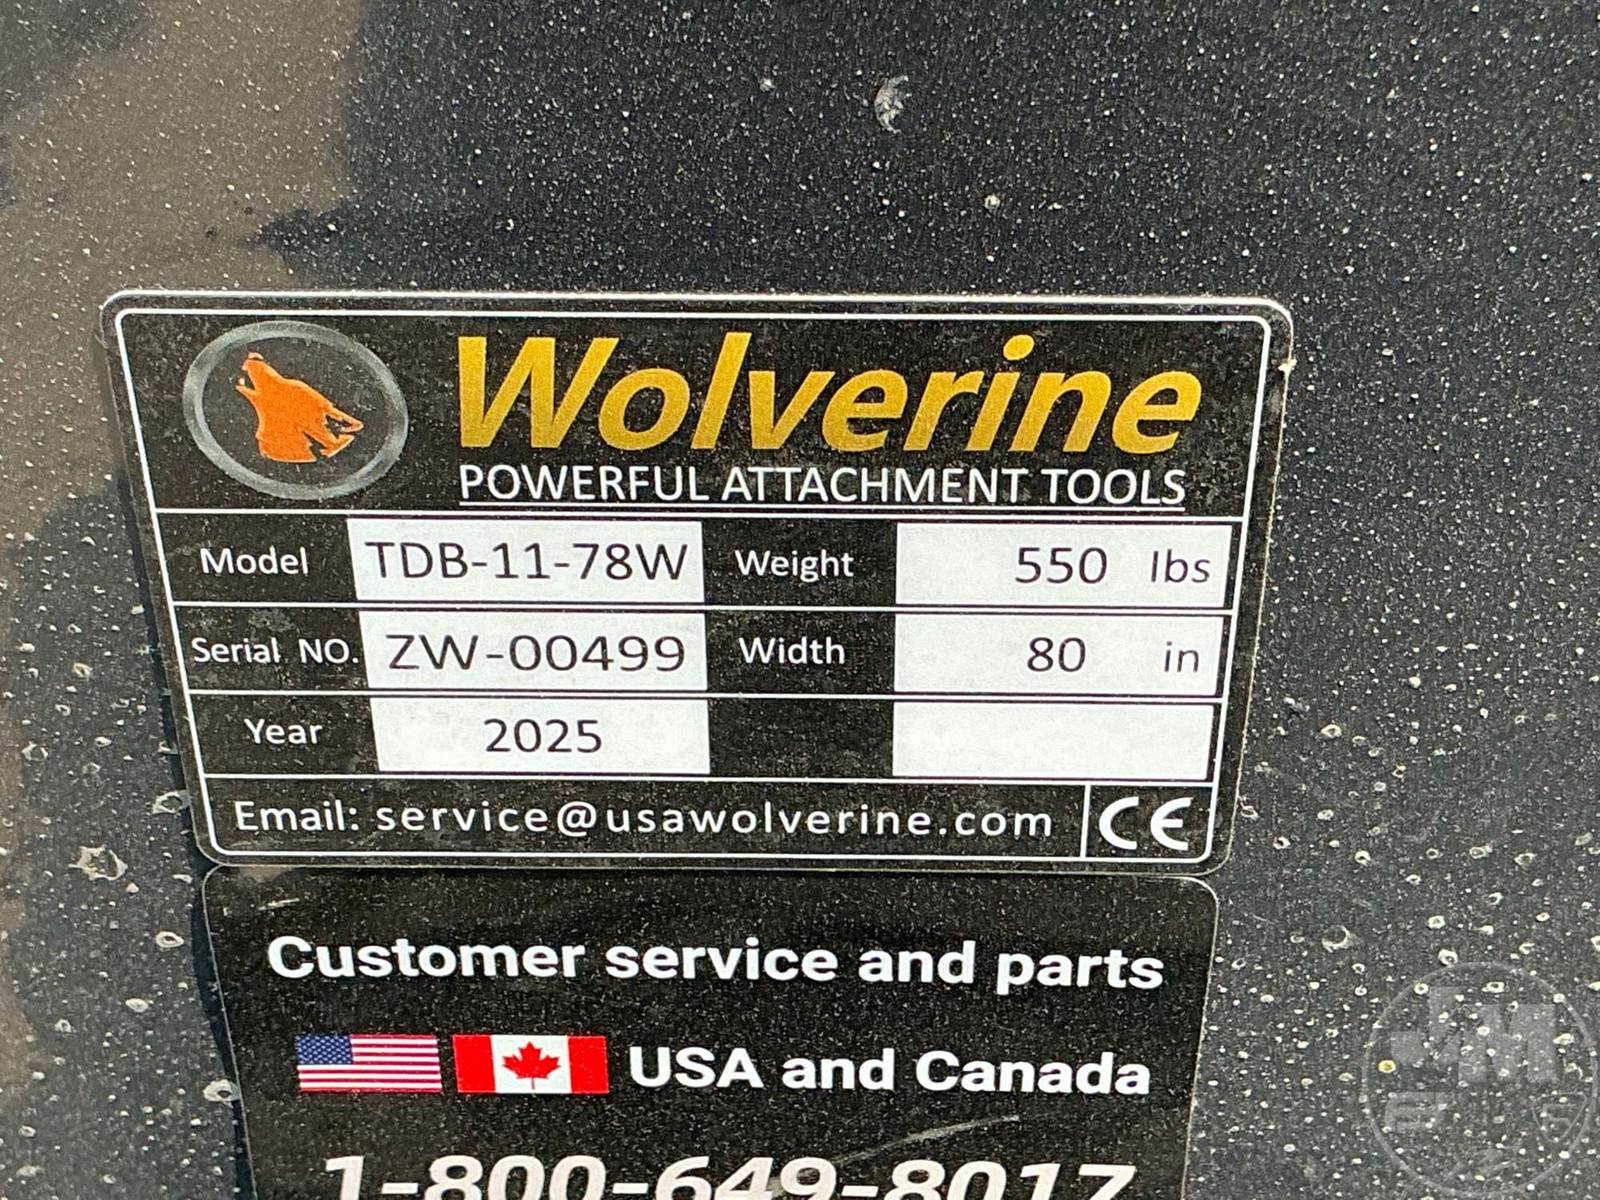 Wolverine
POWERFUL ATTACHMENT TOOLS
Model TDB-11-78W Weight 550 lbs
Serial NO. ZW-00499 Width 80 in
Year 2025
Email: service@usawolverine.com CE
Customer service and parts
USA and Canada
1-800-649-8017